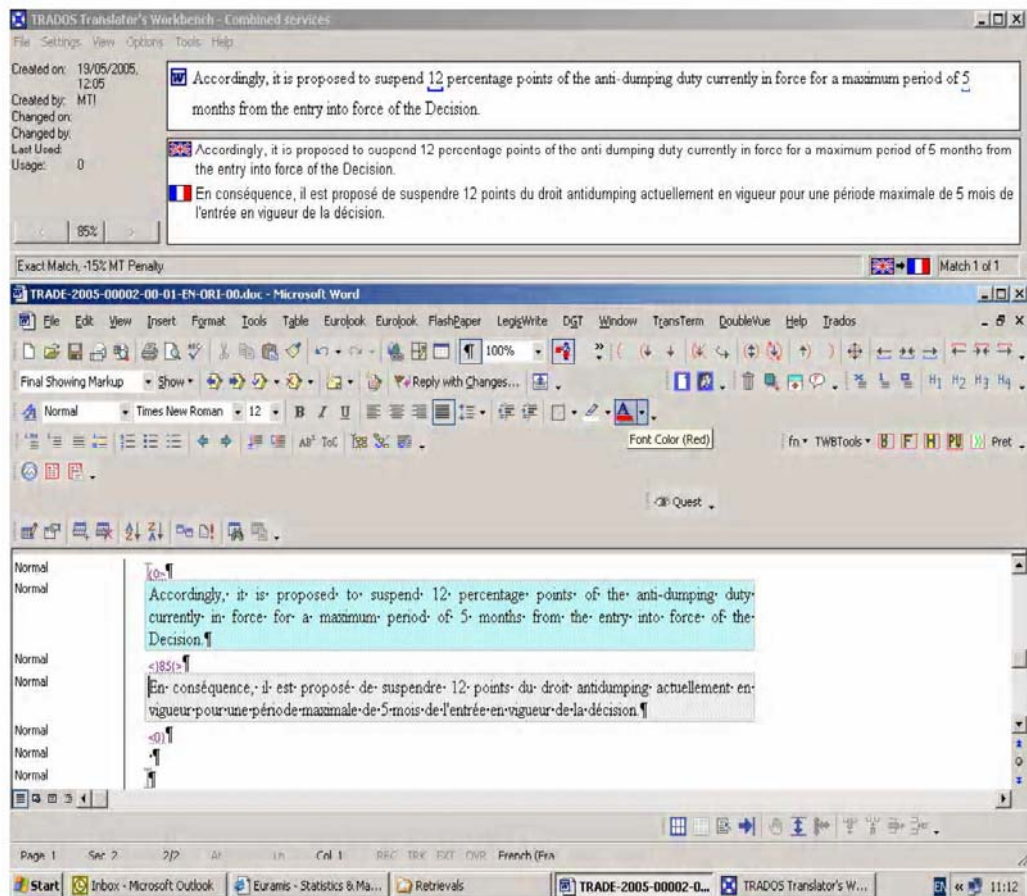 TRADOS Translator's Workbench - Combined services
File Settings View Options Tools Help
Created on: 19/05/2005,
12:05
Created by: MT!
Changed on:
Changed by:
Last Used:
Usage: 0
Accordingly, it is proposed to suspend 12 percentage points of the anti-dumping duty currently in force for a maximum period of 5
months from the entry into force of the Decision.
Accordingly, it is proposed to suspend 12 percentage points of the anti dumping duty currently in force for a maximum period of 5 months from
the entry into force of the Decision.
En conséquence, il est proposé de suspendre 12 points du droit antidumping actuellement en vigueur pour une période maximale de 5 mois de
l'entrée en vigueur de la décision.
< 85% >
Exact Match, -15% MT Penalty Match 1 of 1
TRADE-2005-00002-00-01-EN-ORI-00.doc - Microsoft Word
File Edit View Insert Format Tools Table Eurolook Eurolook FlashPaper LegisWrite DGT Window TransTerm DoubleVue Help Trados
¶ 100%
Final Showing Markup Show Reply with Changes... H1 H2 H3 H4
Normal Times New Roman 12 B I U A
AB¹ ToC Font Color (Red) fn TWBTools B F H PU Pret
Quest
Normal {0>¶
Normal Accordingly, it is proposed to suspend 12 percentage points of the anti-dumping duty
currently in force for a maximum period of 5 months from the entry into force of the
Decision.¶
Normal <}85{>¶
Normal En conséquence, il est proposé de suspendre 12 points du droit antidumping actuellement en
vigueur pour une période maximale de 5 mois de l'entrée en vigueur de la décision.¶
Normal <0}¶
Normal ¶
Normal ¶
Page 1 Sec 2 2/2 At Ln Col 1 REC TRK EXT OVR French (Fra
Start Inbox - Microsoft Outlook Euramis - Statistics & Ma... Retrievals TRADE-2005-00002-0... TRADOS Translator's W... EN 11:12